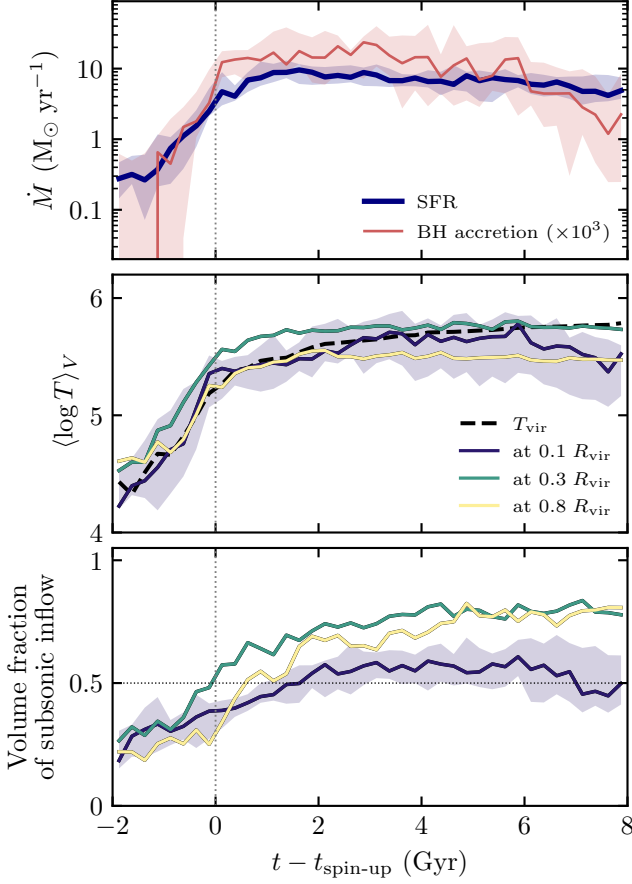 10
1
0.1
Ṁ (M⊙ yr⁻¹)
SFR
BH accretion (×10³)
6
5
4
⟨log T⟩V
Tvir
at 0.1 Rvir
at 0.3 Rvir
at 0.8 Rvir
1
0.5
0
Volume fraction
of subsonic inflow
−2 0 2 4 6 8
t − tspin-up (Gyr)